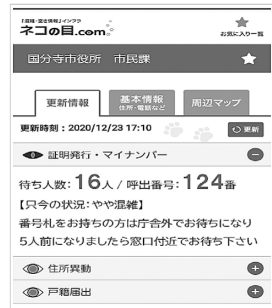 「混雑・空き情報」インフラ
ネコの目.com
お気に入り一覧
国分寺市役所 市民課
更新情報
基本情報
住所・電話など
周辺マップ
更新時刻:2020/12/23 17:10
更新
証明発行・マイナンバー
待ち人数:16人 / 呼出番号:124番
【只今の状況:やや混雑】
番号札をお持ちの方は庁舎外でお待ちになり
5人前になりましたら窓口付近でお待ち下さい
住所異動
戸籍届出